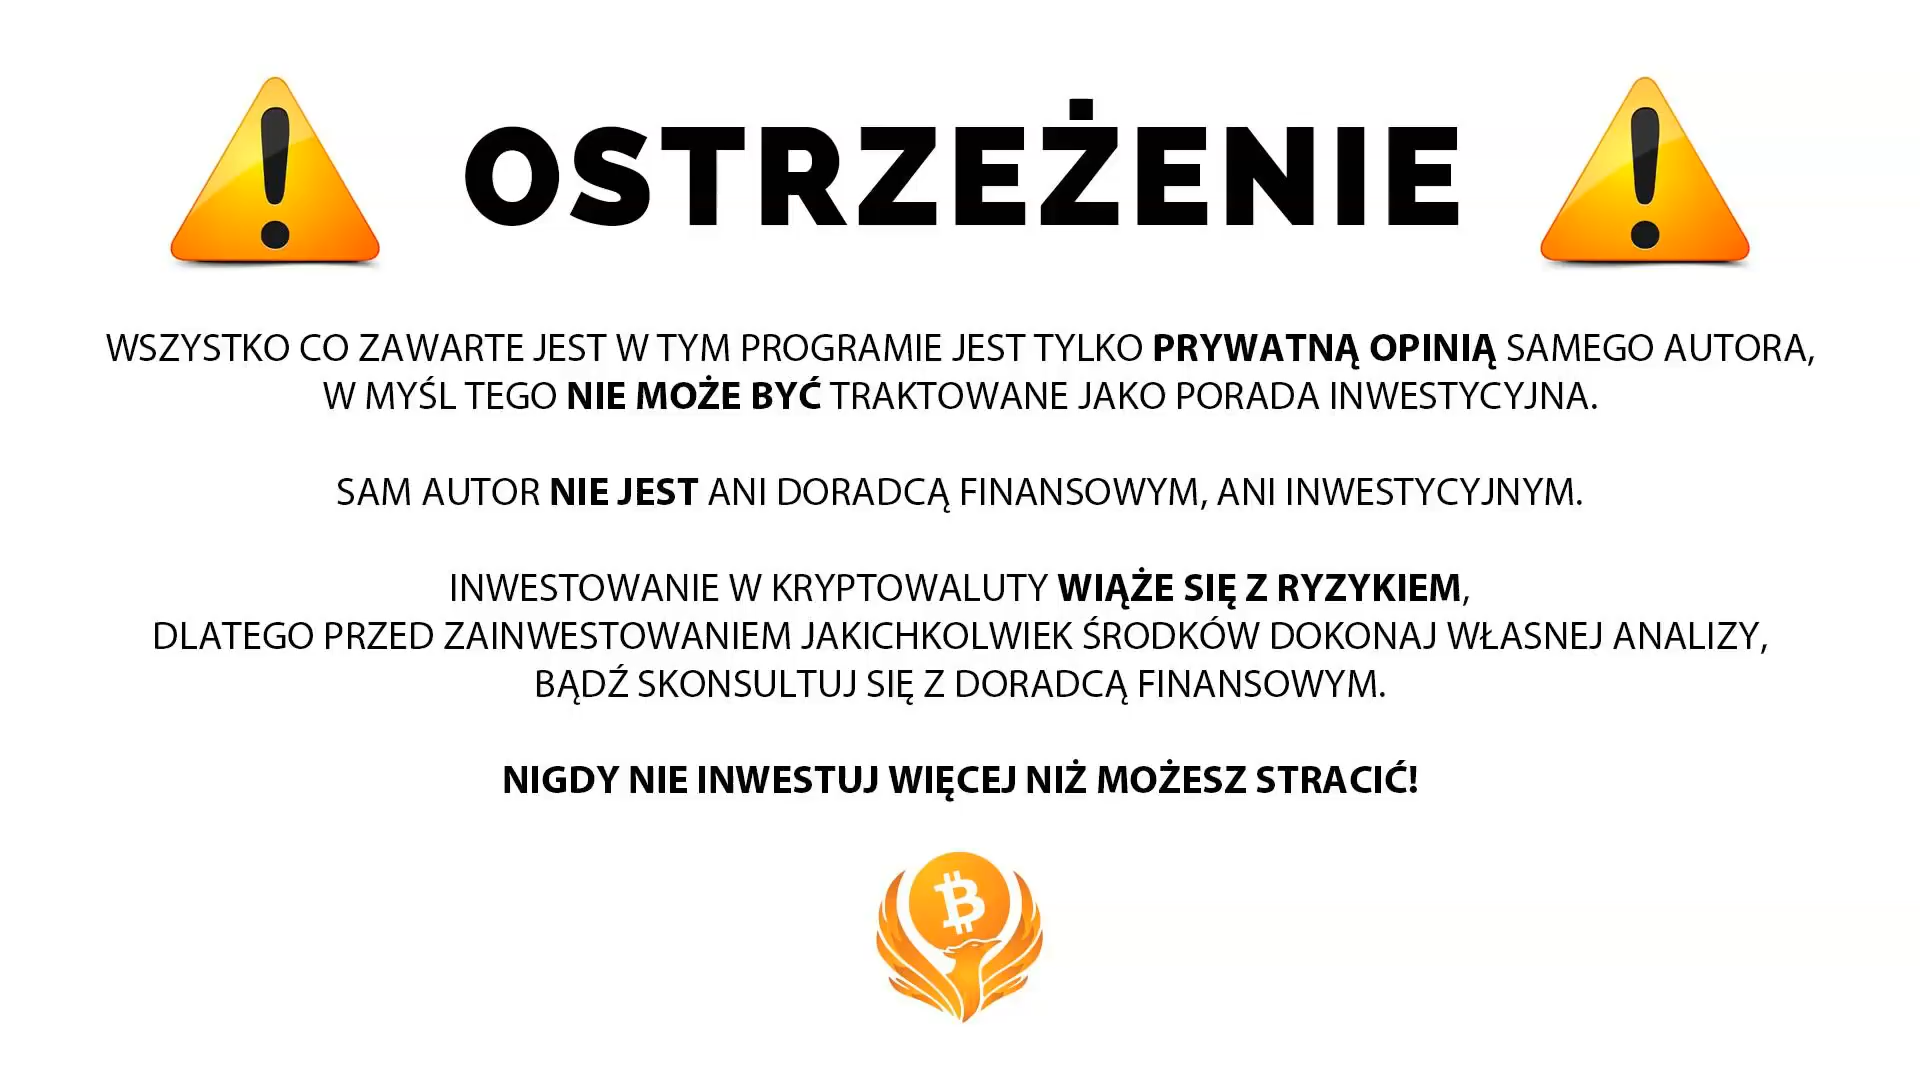 OSTRZEŻENIE
WSZYSTKO CO ZAWARTE JEST W TYM PROGRAMIE JEST TYLKO PRYWATNĄ OPINIĄ SAMEGO AUTORA,
W MYŚL TEGO NIE MOŻE BYĆ TRAKTOWANE JAKO PORADA INWESTYCYJNA.
SAM AUTOR NIE JEST ANI DORADCĄ FINANSOWYM, ANI INWESTYCYJNYM.
INWESTOWANIE W KRYPTOWALUTY WIĄŻE SIĘ Z RYZYKIEM,
DLATEGO PRZED ZAINWESTOWANIEM JAKICHKOLWIEK ŚRODKÓW DOKONAJ WŁASNEJ ANALIZY,
BĄDŹ SKONSULTUJ SIĘ Z DORADCĄ FINANSOWYM.
NIGDY NIE INWESTUJ WIĘCEJ NIŻ MOŻESZ STRACIĆ!